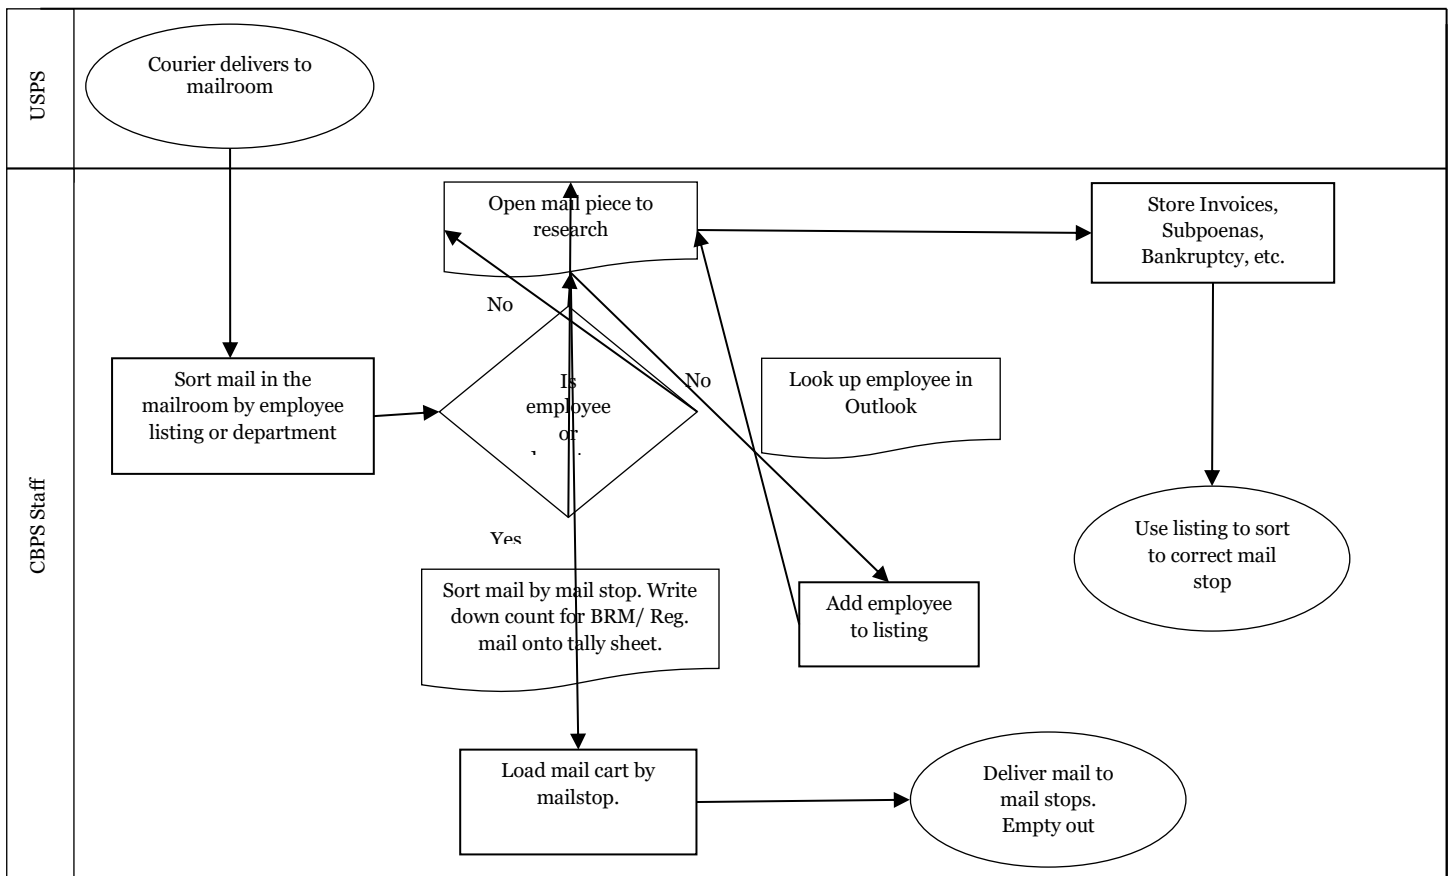 USPS
Courier delivers to
mailroom
CBPS Staff
Open mail piece to
research
Store Invoices,
Subpoenas,
Bankruptcy, etc.
No
Sort mail in the
mailroom by employee
listing or department
Is
employee
or
No
Look up employee in
Outlook
Use listing to sort
to correct mail
stop
Yes
Sort mail by mail stop. Write
down count for BRM/ Reg.
mail onto tally sheet.
Add employee
to listing
Load mail cart by
mailstop.
Deliver mail to
mail stops.
Empty out